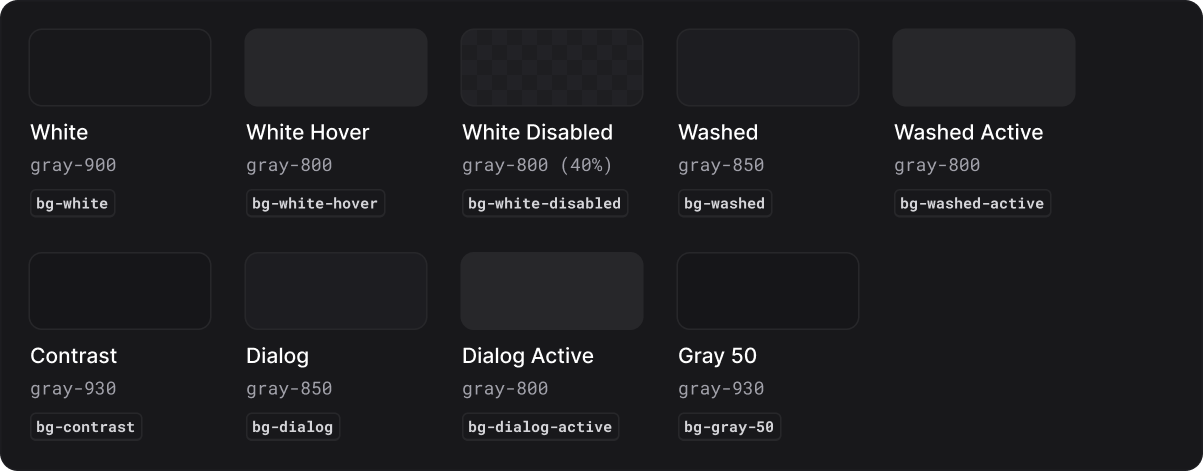 White
gray-900
bg-white
White Hover
gray-800
bg-white-hover
White Disabled
gray-800 (40%)
bg-white-disabled
Washed
gray-850
bg-washed
Washed Active
gray-800
bg-washed-active
Contrast
gray-930
bg-contrast
Dialog
gray-850
bg-dialog
Dialog Active
gray-800
bg-dialog-active
Gray 50
gray-930
bg-gray-50